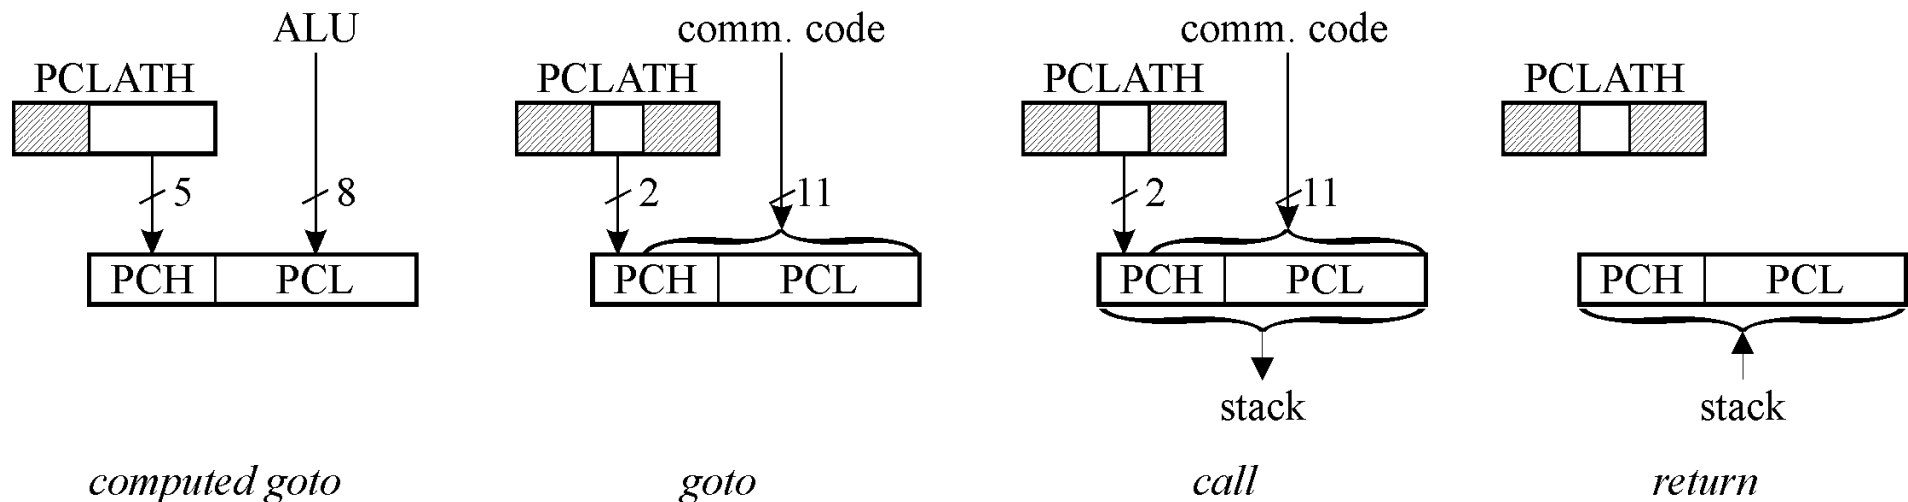 ALU
PCLATH
5
8
PCH
PCL
computed goto
comm. code
PCLATH
2
11
PCH
PCL
goto
comm. code
PCLATH
2
11
PCH
PCL
stack
call
PCLATH
PCH
PCL
stack
return